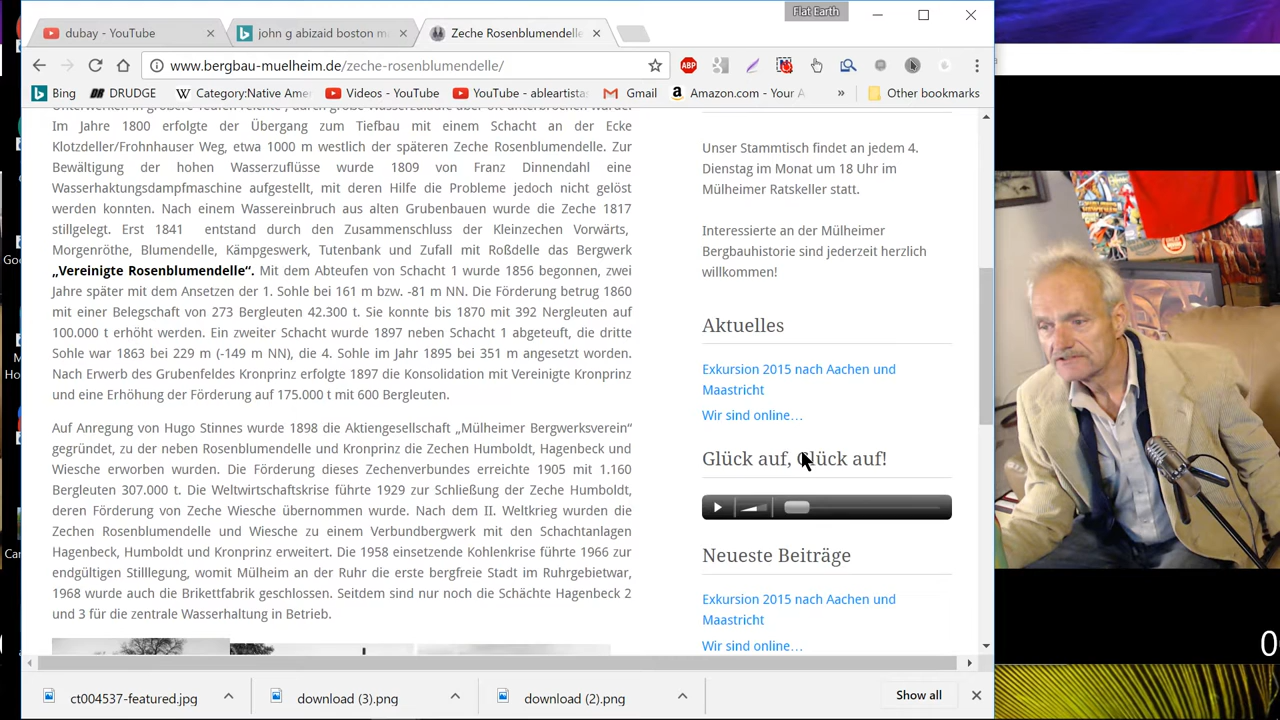 Flat Earth
dubay - YouTube
john g abizaid boston m
Zeche Rosenblumendelle
www.bergbau-muelheim.de/zeche-rosenblumendelle/
ABP
Bing
DRUDGE
Category:Native Amer
Videos - YouTube
YouTube - ableartista
Gmail
Amazon.com - Your A
»
Other bookmarks
Im Jahre 1800 erfolgte der Übergang zum Tiefbau mit einem Schacht an der Ecke
Klotzdeller/Frohnhauser Weg, etwa 1000 m westlich der späteren Zeche Rosenblumendelle. Zur
Bewältigung der hohen Wasserzuflüsse wurde 1809 von Franz Dinnendahl eine
Wasserhaktungsdampfmaschine aufgestellt, mit deren Hilfe die Probleme jedoch nicht gelöst
werden konnten. Nach einem Wassereinbruch aus alten Grubenbauen wurde die Zeche 1817
stillgelegt. Erst 1841 entstand durch den Zusammenschluss der Kleinzechen Vorwärts,
Morgenröthe, Blumendelle, Kämpgeswerk, Tutenbank und Zufall mit Roßdelle das Bergwerk
„Vereinigte Rosenblumendelle“. Mit dem Abteufen von Schacht 1 wurde 1856 begonnen, zwei
Jahre später mit dem Ansetzen der 1. Sohle bei 161 m bzw. -81 m NN. Die Förderung betrug 1860
mit einer Belegschaft von 273 Bergleuten 42.300 t. Sie konnte bis 1870 mit 392 Nergleuten auf
100.000 t erhöht werden. Ein zweiter Schacht wurde 1897 neben Schacht 1 abgeteuft, die dritte
Sohle war 1863 bei 229 m (-149 m NN), die 4. Sohle im Jahr 1895 bei 351 m angesetzt worden.
Nach Erwerb des Grubenfeldes Kronprinz erfolgte 1897 die Konsolidation mit Vereinigte Kronprinz
und eine Erhöhung der Förderung auf 175.000 t mit 600 Bergleuten.
Auf Anregung von Hugo Stinnes wurde 1898 die Aktiengesellschaft „Mülheimer Bergwerksverein“
gegründet, zu der neben Rosenblumendelle und Kronprinz die Zechen Humboldt, Hagenbeck und
Wiesche erworben wurden. Die Förderung dieses Zechenverbundes erreichte 1905 mit 1.160
Bergleuten 307.000 t. Die Weltwirtschaftskrise führte 1929 zur Schließung der Zeche Humboldt,
deren Förderung von Zeche Wiesche übernommen wurde. Nach dem II. Weltkrieg wurden die
Zechen Rosenblumendelle und Wiesche zu einem Verbundbergwerk mit den Schachtanlagen
Hagenbeck, Humboldt und Kronprinz erweitert. Die 1958 einsetzende Kohlenkrise führte 1966 zur
endgültigen Stilllegung, womit Mülheim an der Ruhr die erste bergfreie Stadt im Ruhrgebietwar,
1968 wurde auch die Brikettfabrik geschlossen. Seitdem sind nur noch die Schächte Hagenbeck 2
und 3 für die zentrale Wasserhaltung in Betrieb.
Unser Stammtisch findet an jedem 4.
Dienstag im Monat um 18 Uhr im
Mülheimer Ratskeller statt.
Interessierte an der Mülheimer
Bergbauhistorie sind jederzeit herzlich
willkommen!
Aktuelles
Exkursion 2015 nach Aachen und
Maastricht
Wir sind online…
Glück auf, Glück auf!
Neueste Beiträge
Exkursion 2015 nach Aachen und
Maastricht
Wir sind online…
ct004537-featured.jpg
download (3).png
download (2).png
Show all